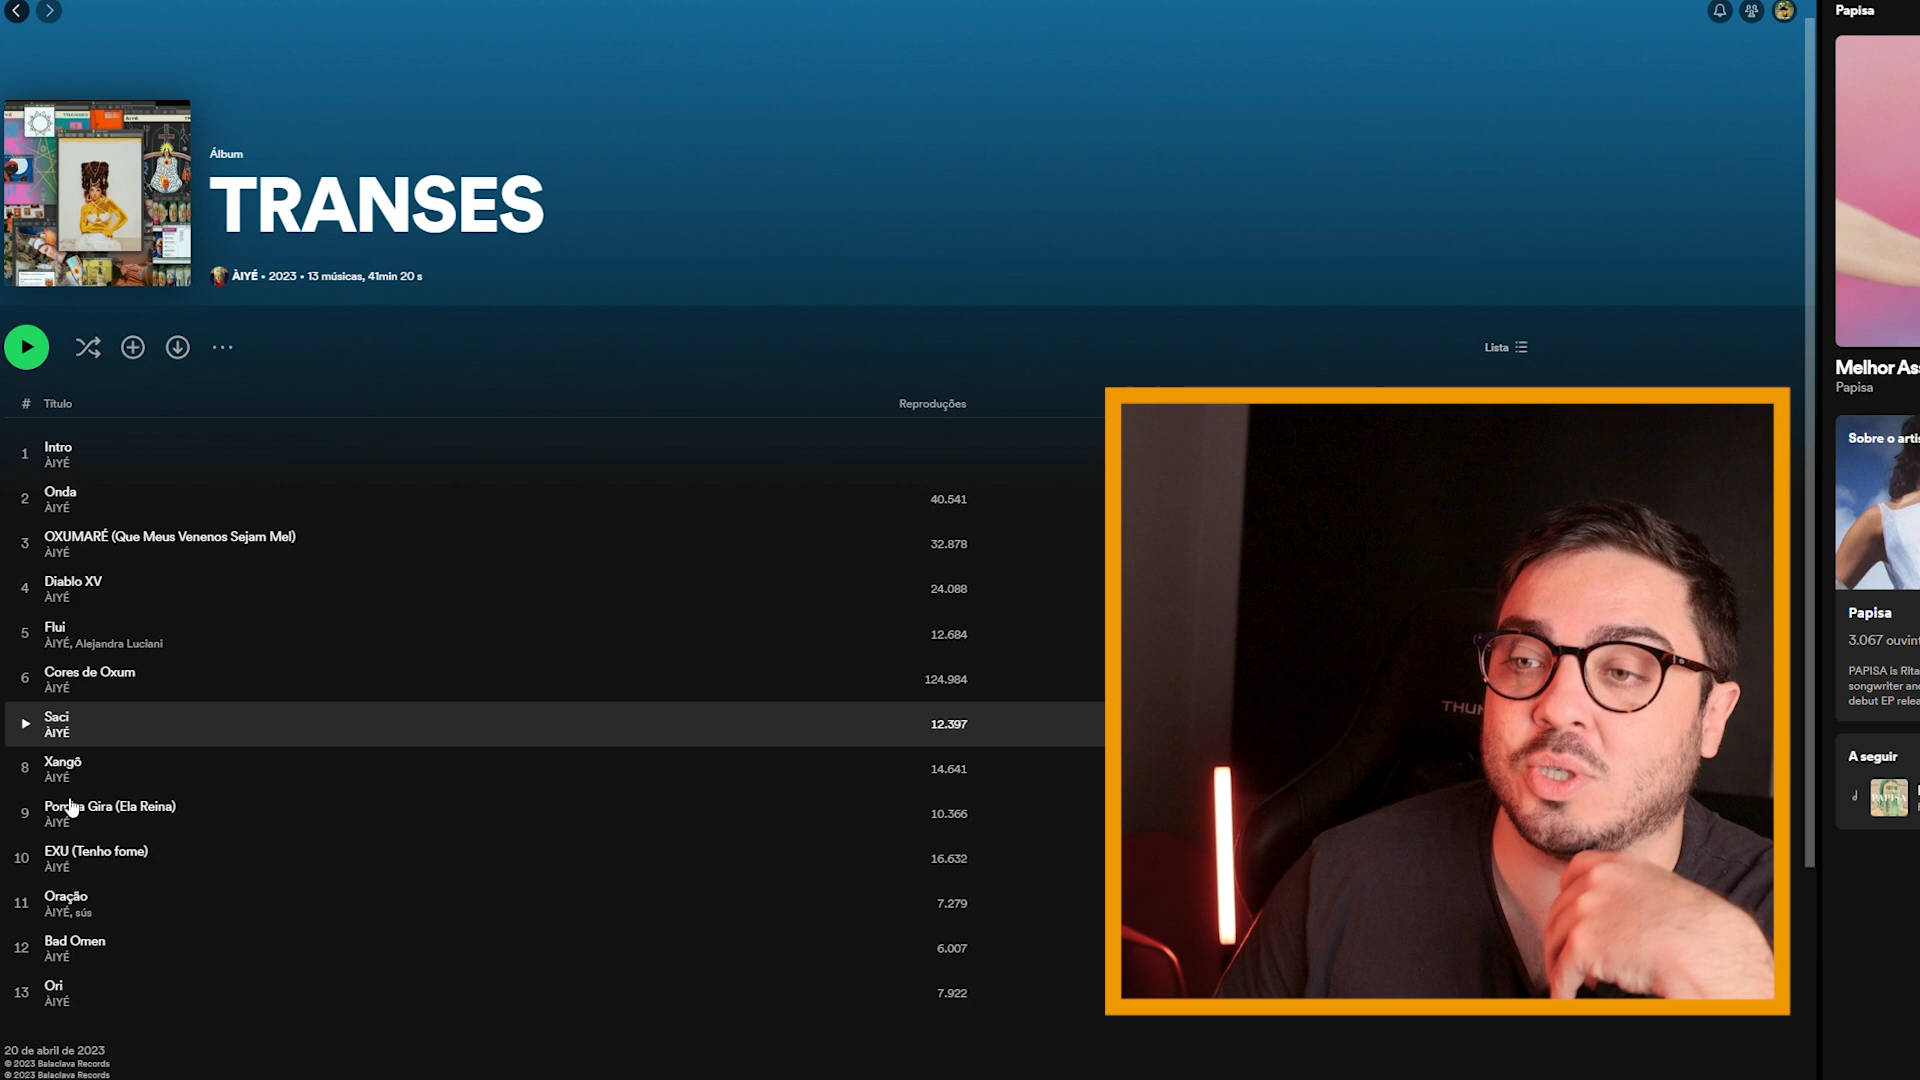 Álbum
TRANSES
ÀIYÉ • 2023 • 13 músicas, 41min 20 s
Lista
# Título Reproduções
1 Intro
ÀIYÉ
2 Onda 40.541
ÀIYÉ
3 OXUMARÉ (Que Meus Venenos Sejam Mel) 32.878
ÀIYÉ
4 Diablo XV 24.088
ÀIYÉ
5 Flui 12.684
ÀIYÉ, Alejandra Luciani
6 Cores de Oxum 124.984
ÀIYÉ
Saci 12.397
ÀIYÉ
8 Xangô 14.641
ÀIYÉ
9 Gira (Ela Reina) 10.366
ÀIYÉ
10 EXU (Tenho fome) 16.632
ÀIYÉ
11 Oração 7.279
ÀIYÉ, sús
12 Bad Omen 6.007
ÀIYÉ
13 Ori 7.922
ÀIYÉ
20 de abril de 2023
© 2023 Balaclava Records
℗ 2023 Balaclava Records
THUN
Papisa
Melhor Ass
Papisa
Sobre o artis
Papisa
3.067 ouvint
PAPISA is Rita
songwriter and
debut EP relea
A seguir
PAPISA